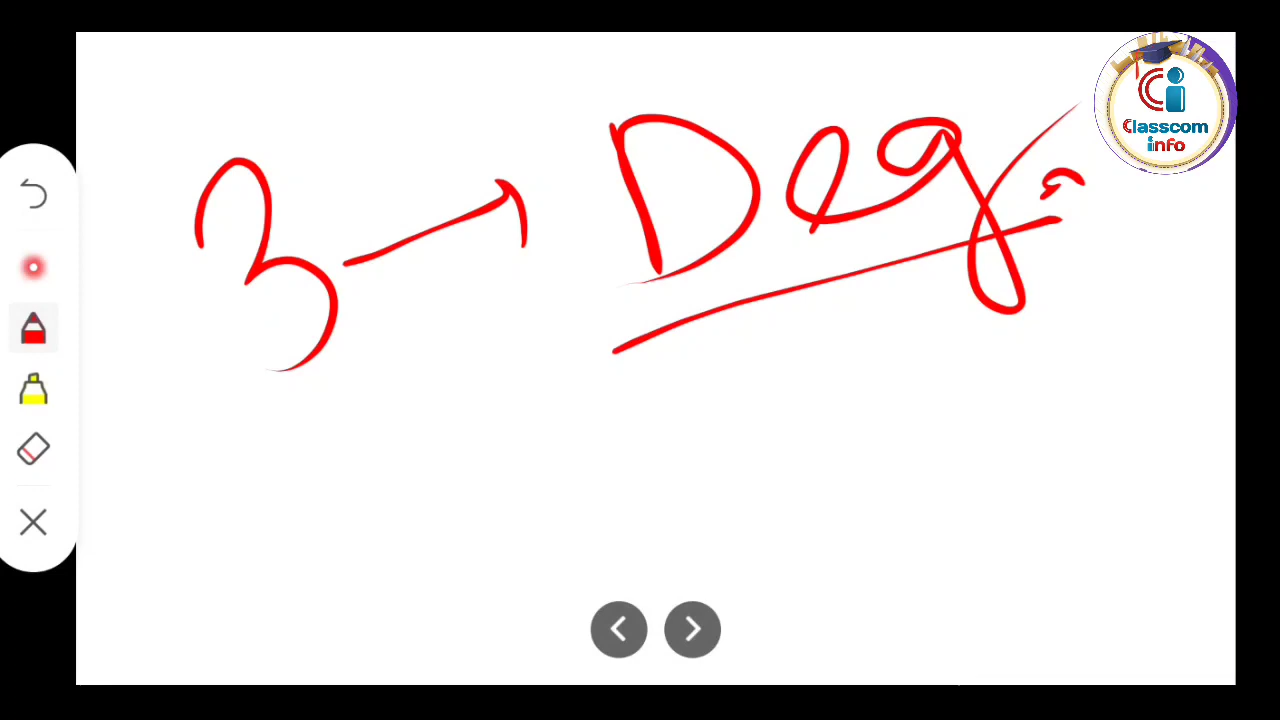 3 → Deg
Classcom
info